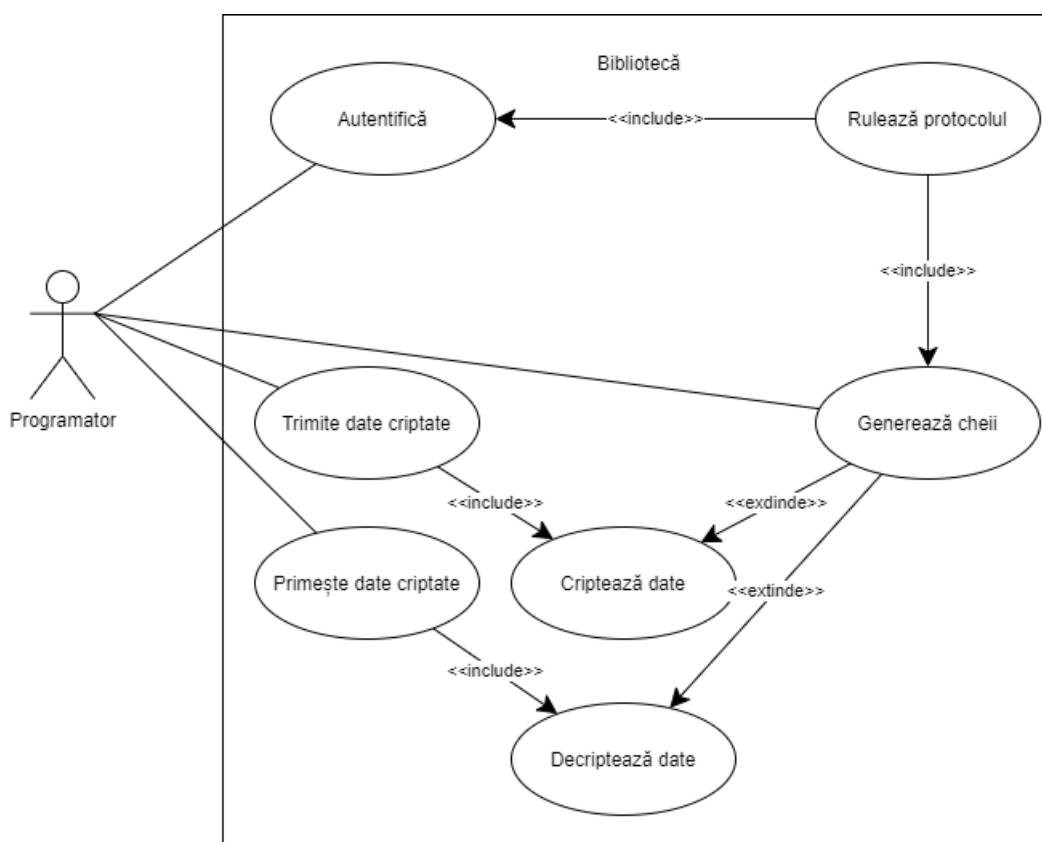 Bibliotecă
Autentifică
<<include>>
Rulează protocolul
<<include>>
Programator
Trimite date criptate
Generează cheii
<<include>>
<<exdinde>>
Primește date criptate
Criptează date
<<extinde>>
<<include>>
Decriptează date